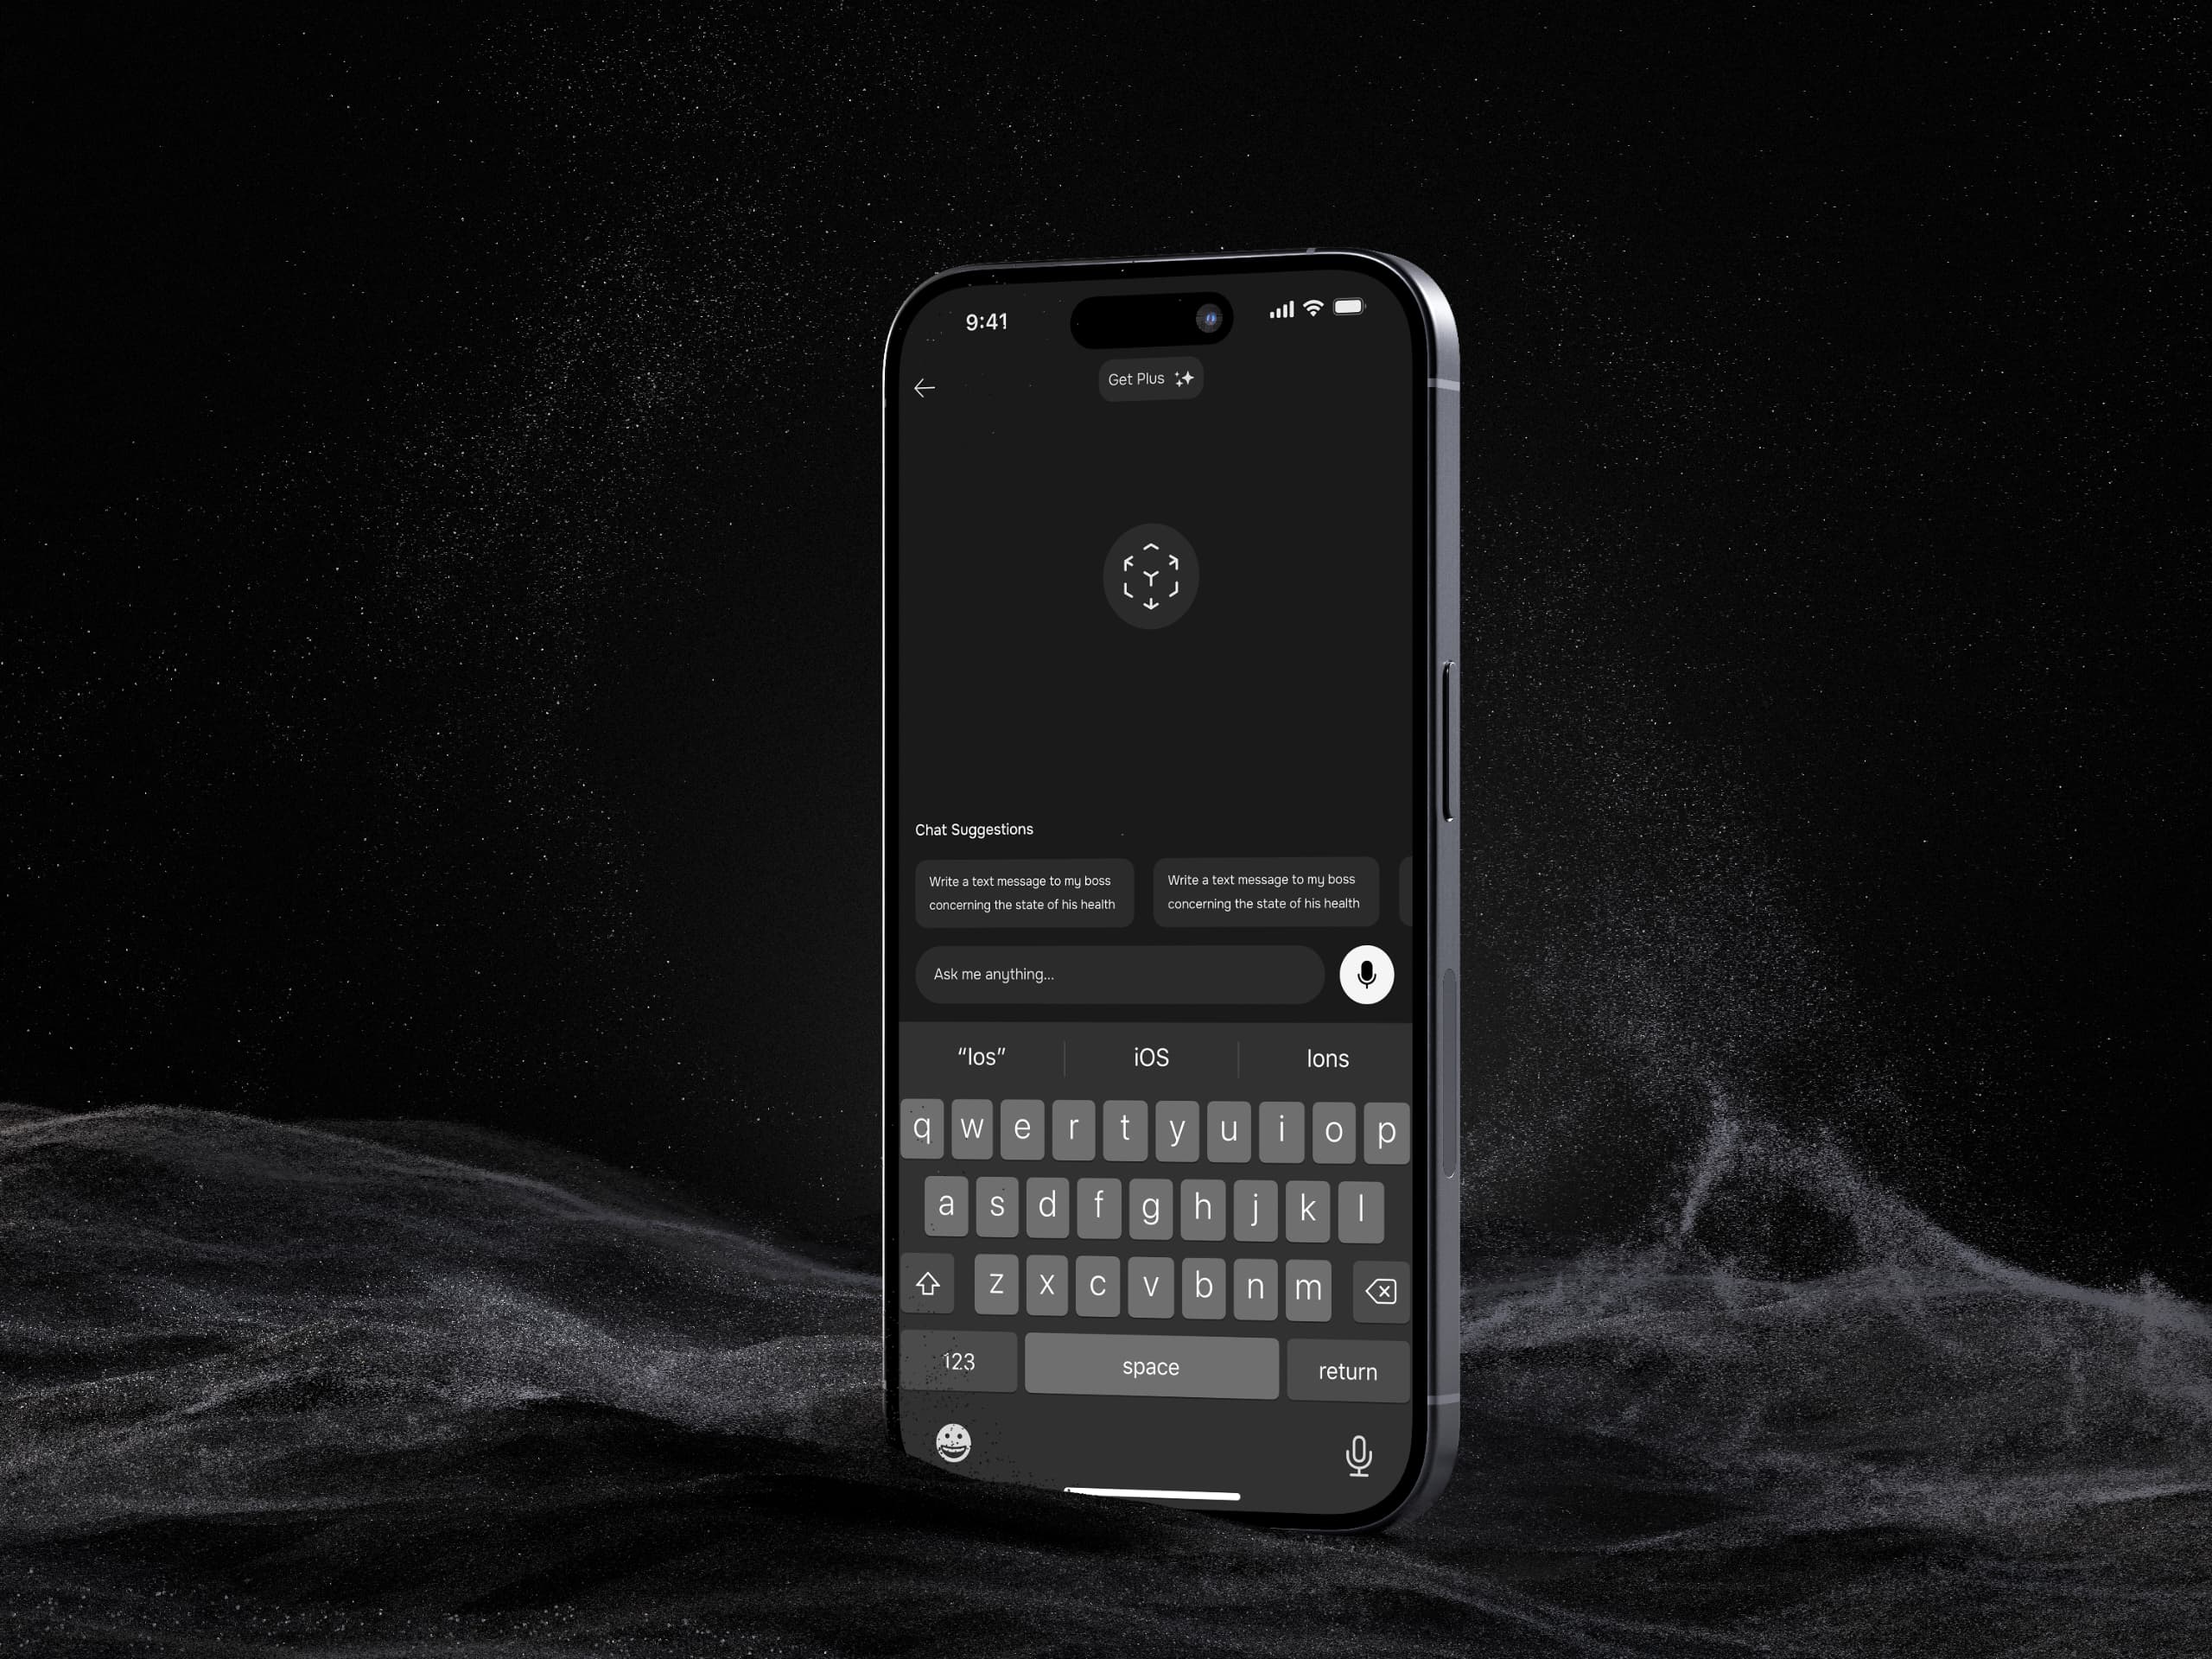 9:41
Get Plus
Chat Suggestions
Write a text message to my boss
concerning the state of his health
Write a text message to my boss
concerning the state of his health
Ask me anything...
“Ios”
iOS
Ions
q w e r t y u i o p
a s d f g h j k l
z x c v b n m
123
space
return